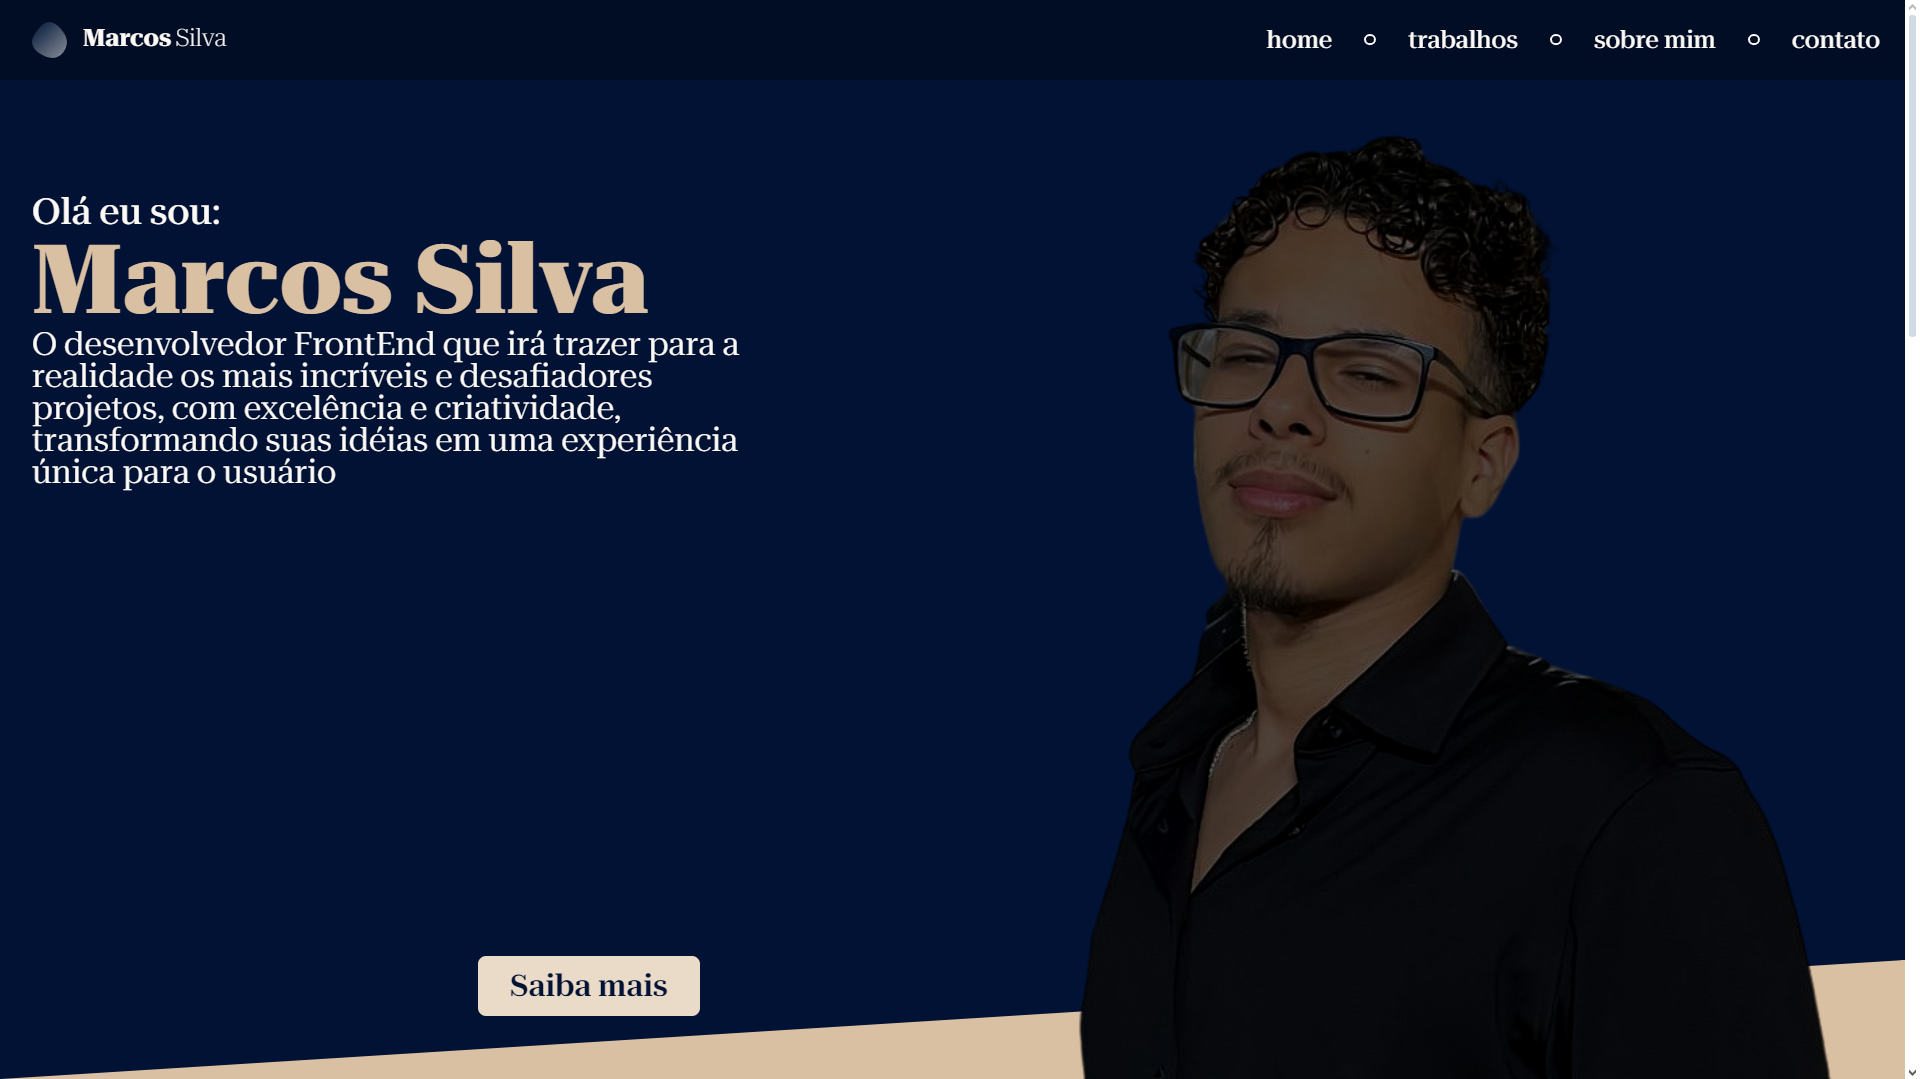 Marcos Silva
home
trabalhos
sobre mim
contato
Olá eu sou:
Marcos Silva
O desenvolvedor FrontEnd que irá trazer para a
realidade os mais incríveis e desafiadores
projetos, com excelência e criatividade,
transformando suas idéias em uma experiência
única para o usuário
Saiba mais